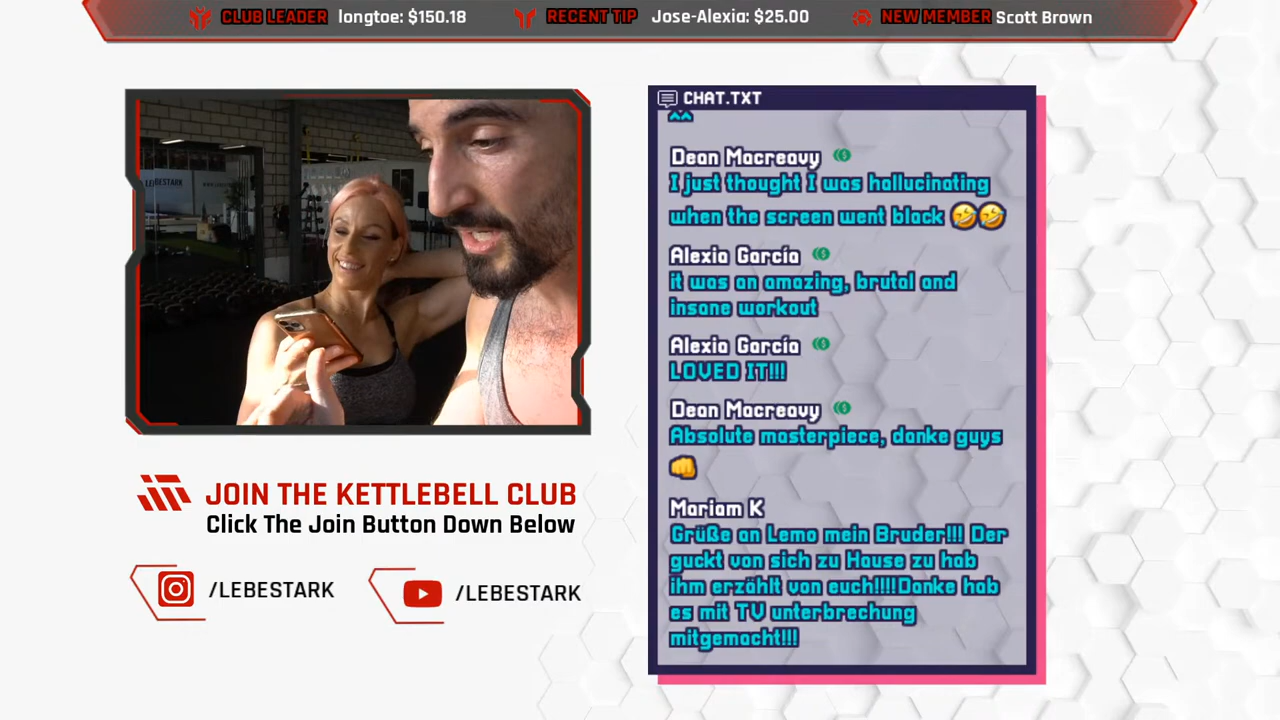 CLUB LEADER longtoe: $150.18 RECENT TIP Jose-Alexia: $25.00 NEW MEMBER Scott Brown
LEBESTARK
JOIN THE KETTLEBELL CLUB
Click The Join Button Down Below
/LEBESTARK /LEBESTARK
CHAT.TXT
^^
Dean Macreavy
I just thought I was hallucinating
when the screen went black 🤣🤣
Alexia García
it was an amazing, brutal and
insane workout
Alexia García
LOVED IT!!!
Dean Macreavy
Absolute masterpiece, danke guys
👊
Mariam K
Grüße an Lemo mein Bruder!!! Der
guckt von sich zu Hause zu hab
ihm erzählt von euch!!!!Danke hab
es mit TV unterbrechung
mitgemacht!!!